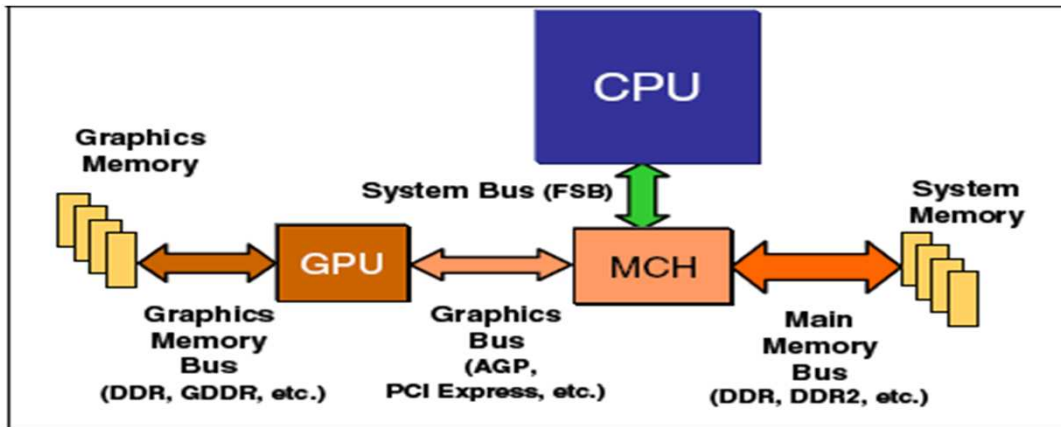 CPU
Graphics
Memory
System Bus (FSB)
System
Memory
GPU
MCH
Graphics
Memory
Bus
(DDR, GDDR, etc.)
Graphics
Bus
(AGP,
PCI Express, etc.)
Main
Memory
Bus
(DDR, DDR2, etc.)